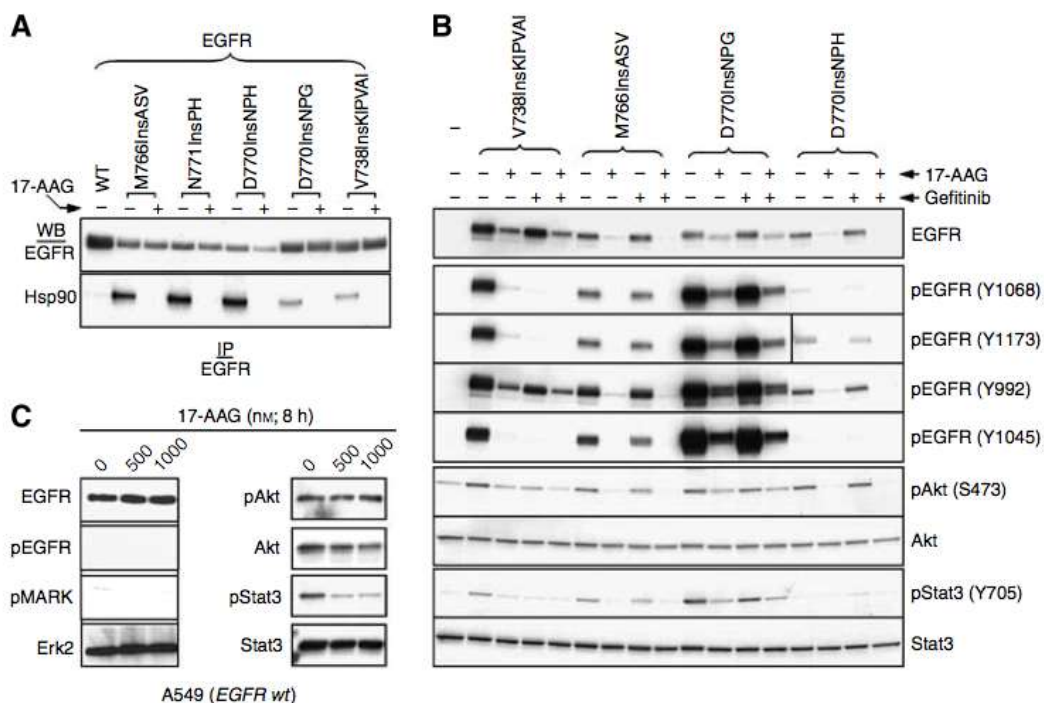 A
EGFR
WT
M766InsASV
N771InsPH
D770InsNPH
D770InsNPG
V738InsKIPVAI
17-AAG
– – + – + – + – + – +
WB
EGFR
Hsp90
IP
EGFR
B
–
V738InsKIPVAI
M766InsASV
D770InsNPG
D770InsNPH
– – + – + – + – + – + – + – + – + 17-AAG
– – – + + – – + + – – + + – – + + Gefitinib
EGFR
pEGFR (Y1068)
pEGFR (Y1173)
pEGFR (Y992)
pEGFR (Y1045)
pAkt (S473)
Akt
pStat3 (Y705)
Stat3
C
17-AAG (nM; 8 h)
0 500 1000
EGFR
pEGFR
pMARK
Erk2
0 500 1000
pAkt
Akt
pStat3
Stat3
A549 (EGFR wt)